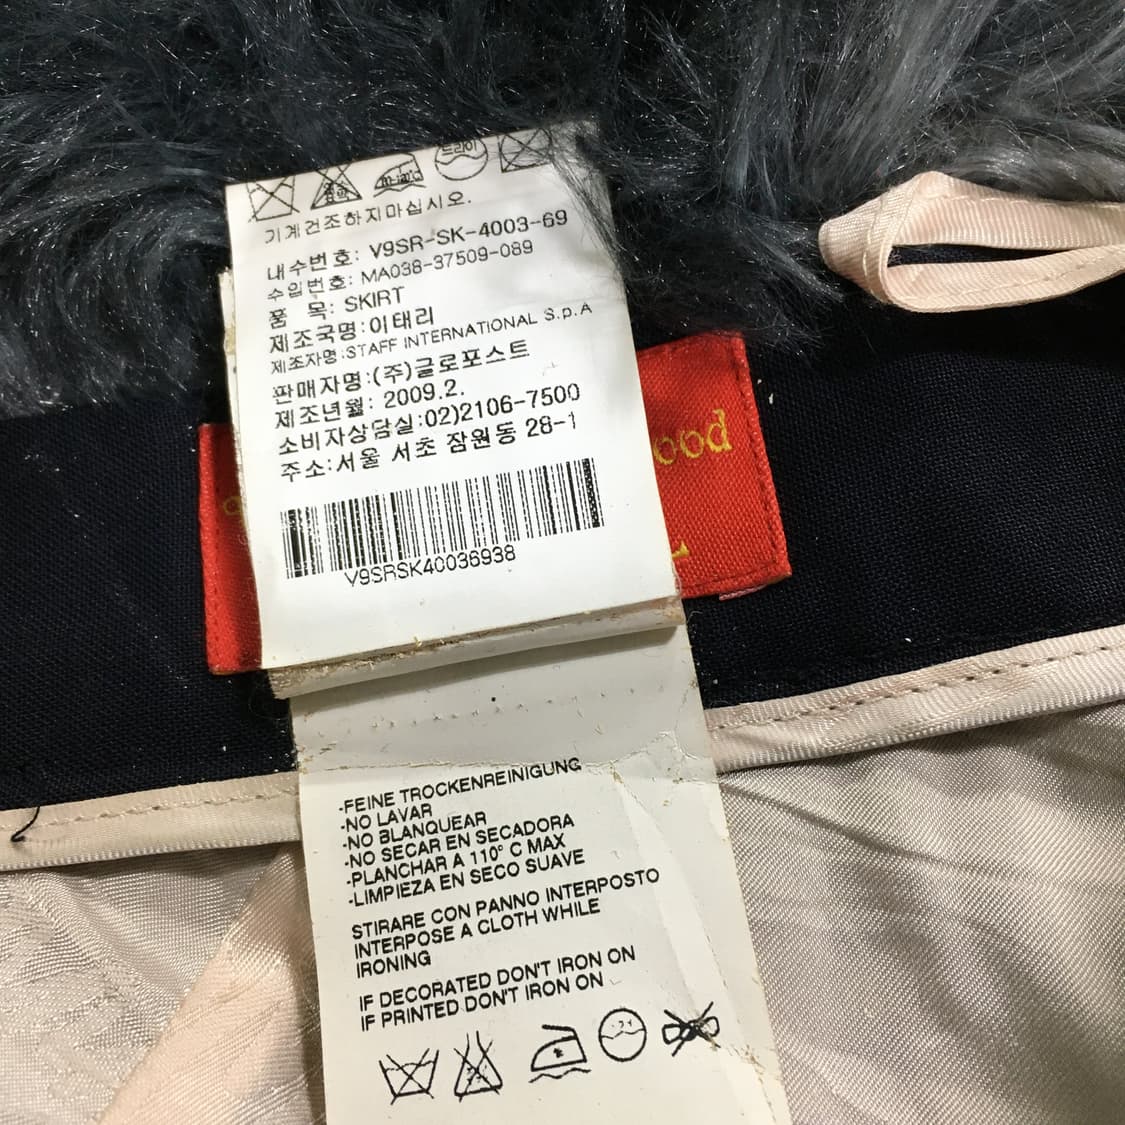 드라이
기계건조하지마십시오.
내수번호: V9SR-SK-4003-69
수입번호: MA038-37509-089
품 목: SKIRT
제조국명:이태리
제조자명:STAFF INTERNATIONAL S.p.A
판매자명:(주)글로포스트
제조년월: 2009.2.
소비자상담실:02)2106-7500
주소:서울 서초 잠원동 28-1
V9SRSK40036938
ood
L
-FEINE TROCKENREINIGUNG
-NO LAVAR
-NO BLANQUEAR
-NO SECAR EN SECADORA
-PLANCHAR A 110° C MAX
-LIMPIEZA EN SECO SUAVE
STIRARE CON PANNO INTERPOSTO
INTERPOSE A CLOTH WHILE
IRONING
IF DECORATED DON'T IRON ON
IF PRINTED DON'T IRON ON